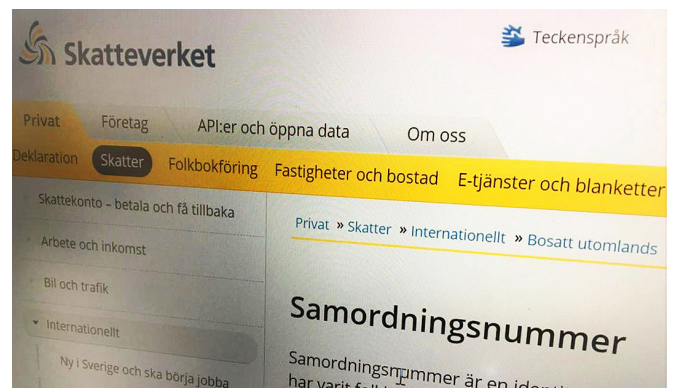 Skatteverket
Teckenspråk
Privat Företag API:er och öppna data Om oss
Deklaration Skatter Folkbokföring Fastigheter och bostad E-tjänster och blanketter
Skattekonto – betala och få tillbaka
Arbete och inkomst
Bil och trafik
Internationellt
Ny i Sverige och ska börja jobba
Privat » Skatter » Internationellt » Bosatt utomlands
Samordningsnummer
Samordningsnummer är en
har varit